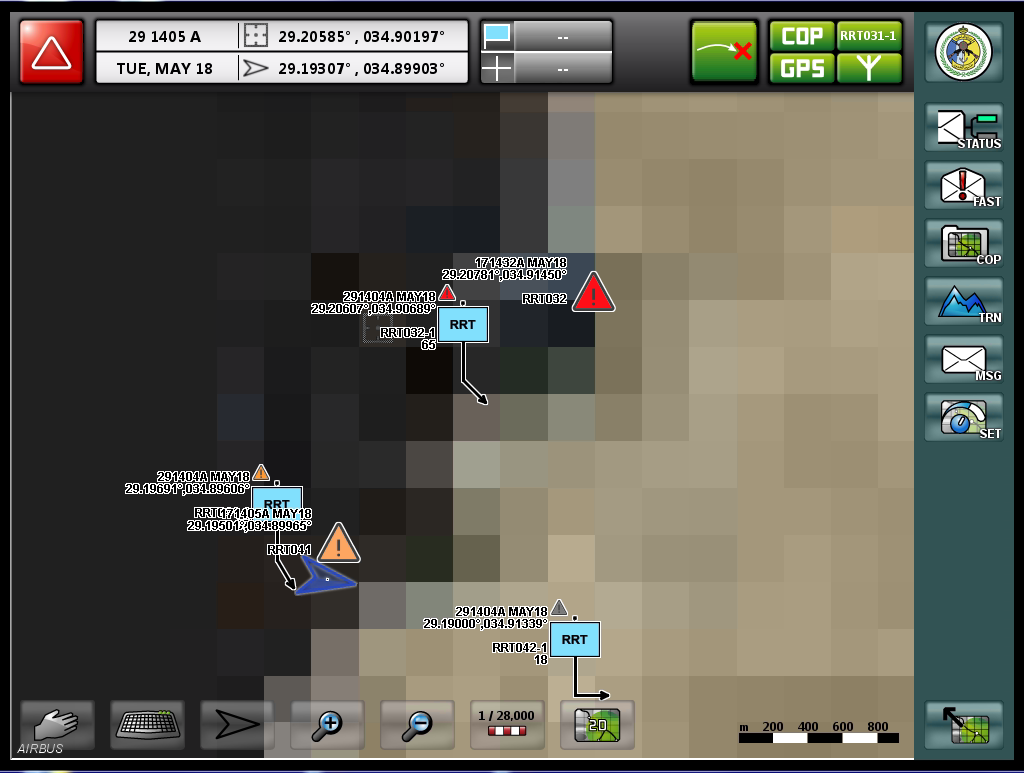 29 1405 A
29.20585° , 034.90197°
--
TUE, MAY 18
29.19307° , 034.89903°
--
COP
RRT031-1
GPS
STATUS
FAST
COP
TRN
MSG
SET
171432A MAY18
29.20781°,034.91450°
RRT032
291404A MAY18
29.20607°,034.90689°
RRT
RRT032-1
65
291404A MAY18
29.19691°,034.89606°
RRT
171405A MAY18
29.19501°,034.89965°
RRT041
291404A MAY18
29.19000°,034.91339°
RRT
RRT042-1
18
1 / 28,000
2D
m 200 400 600 800
AIRBUS